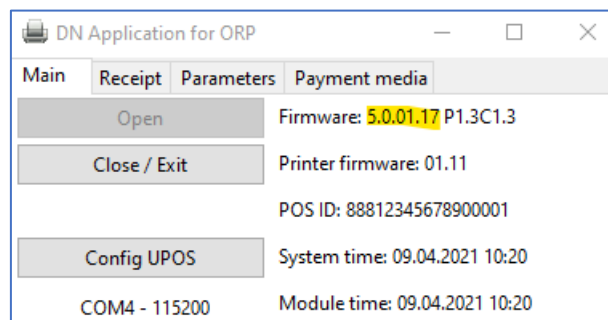 DN Application for ORP
Main Receipt Parameters Payment media
Open
Firmware: 5.0.01.17 P1.3C1.3
Close / Exit
Printer firmware: 01.11
POS ID: 88812345678900001
Config UPOS
System time: 09.04.2021 10:20
COM4 - 115200
Module time: 09.04.2021 10:20